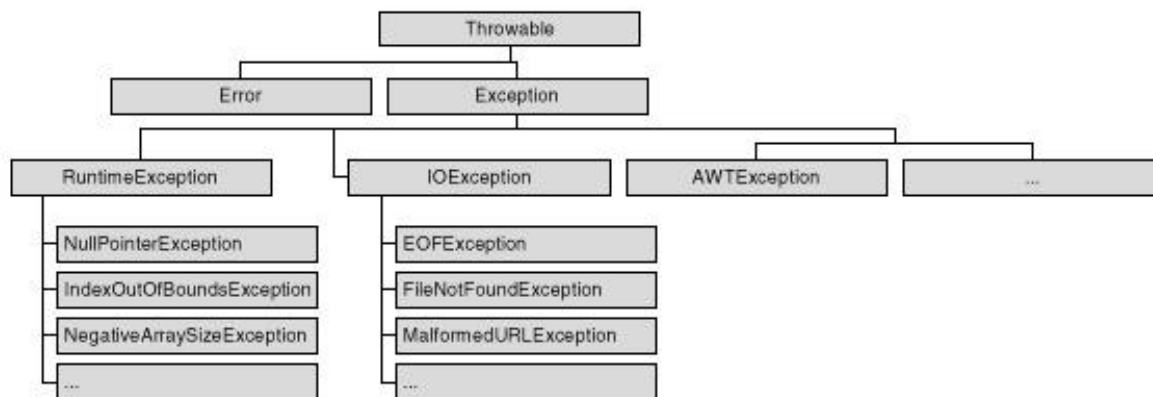 Throwable
Error
Exception
RuntimeException
IOException
AWTException
...
NullPointerException
EOFException
IndexOutOfBoundsException
FileNotFoundException
NegativeArraySizeException
MalformedURLException
...
...